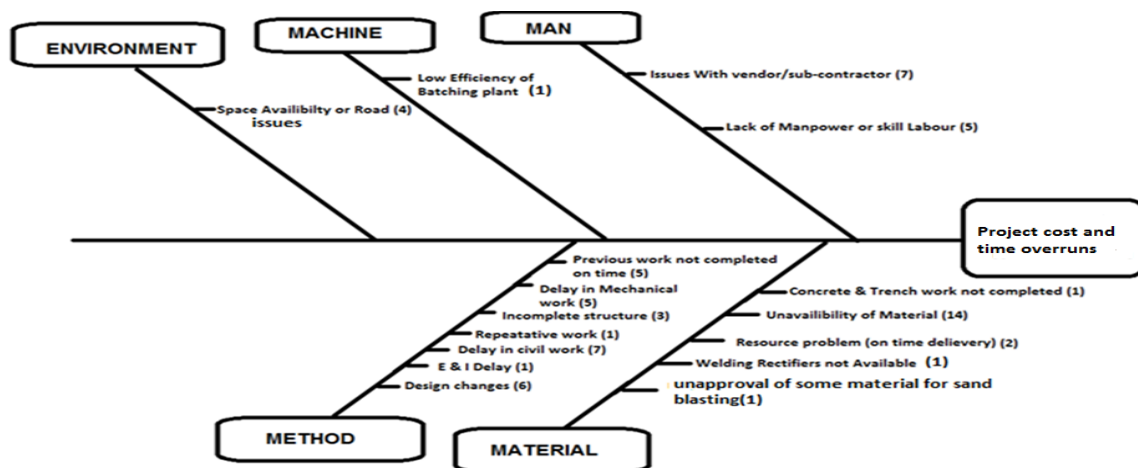 ENVIRONMENT
MACHINE
MAN
Space Availibilty or Road (4)
issues
Low Efficiency of
Batching plant (1)
Issues With vendor/sub-contractor (7)
Lack of Manpower or skill Labour (5)
Project cost and
time overruns
Previous work not completed
on time (5)
Delay in Mechanical
work (5)
Incomplete structure (3)
Repeatative work (1)
Delay in civil work (7)
E & I Delay (1)
Design changes (6)
METHOD
Concrete & Trench work not completed (1)
Unavailibility of Material (14)
Resource problem (on time delievery) (2)
Welding Rectifiers not Available (1)
unapproval of some material for sand
blasting(1)
MATERIAL